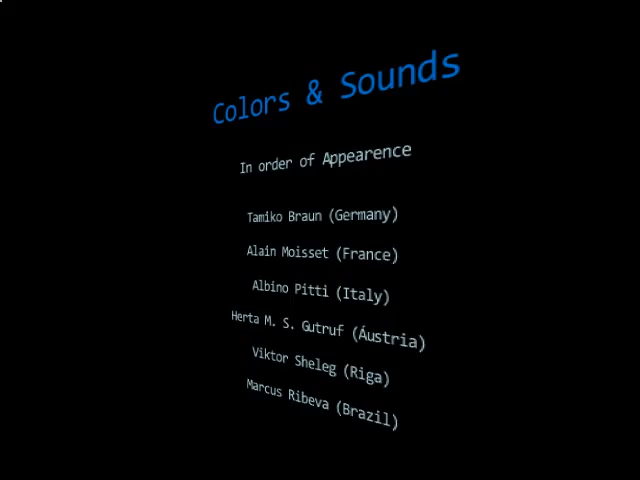 Colors & Sounds
In order of Appearence
Tamiko Braun (Germany)
Alain Moisset (France)
Albino Pitti (Italy)
Herta M. S. Gutruf (Áustria)
Viktor Sheleg (Riga)
Marcus Ribeva (Brazil)